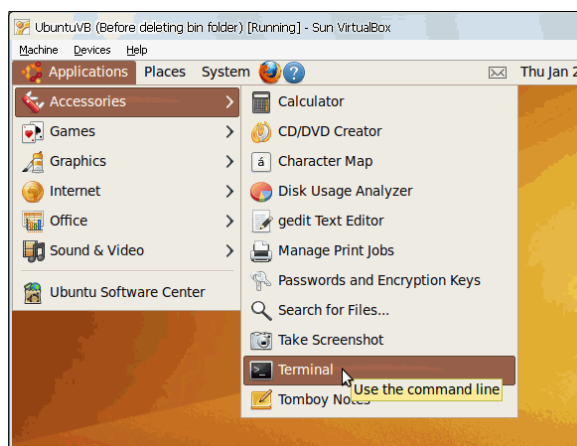 UbuntuVB (Before deleting bin folder) [Running] - Sun VirtualBox
Machine Devices Help
Applications Places System ? Thu Jan 2
Accessories
Games
Graphics
Internet
Office
Sound & Video
Ubuntu Software Center
Calculator
CD/DVD Creator
á Character Map
Disk Usage Analyzer
gedit Text Editor
Manage Print Jobs
Passwords and Encryption Keys
Search for Files...
Take Screenshot
Terminal
Use the command line
Tomboy Notes